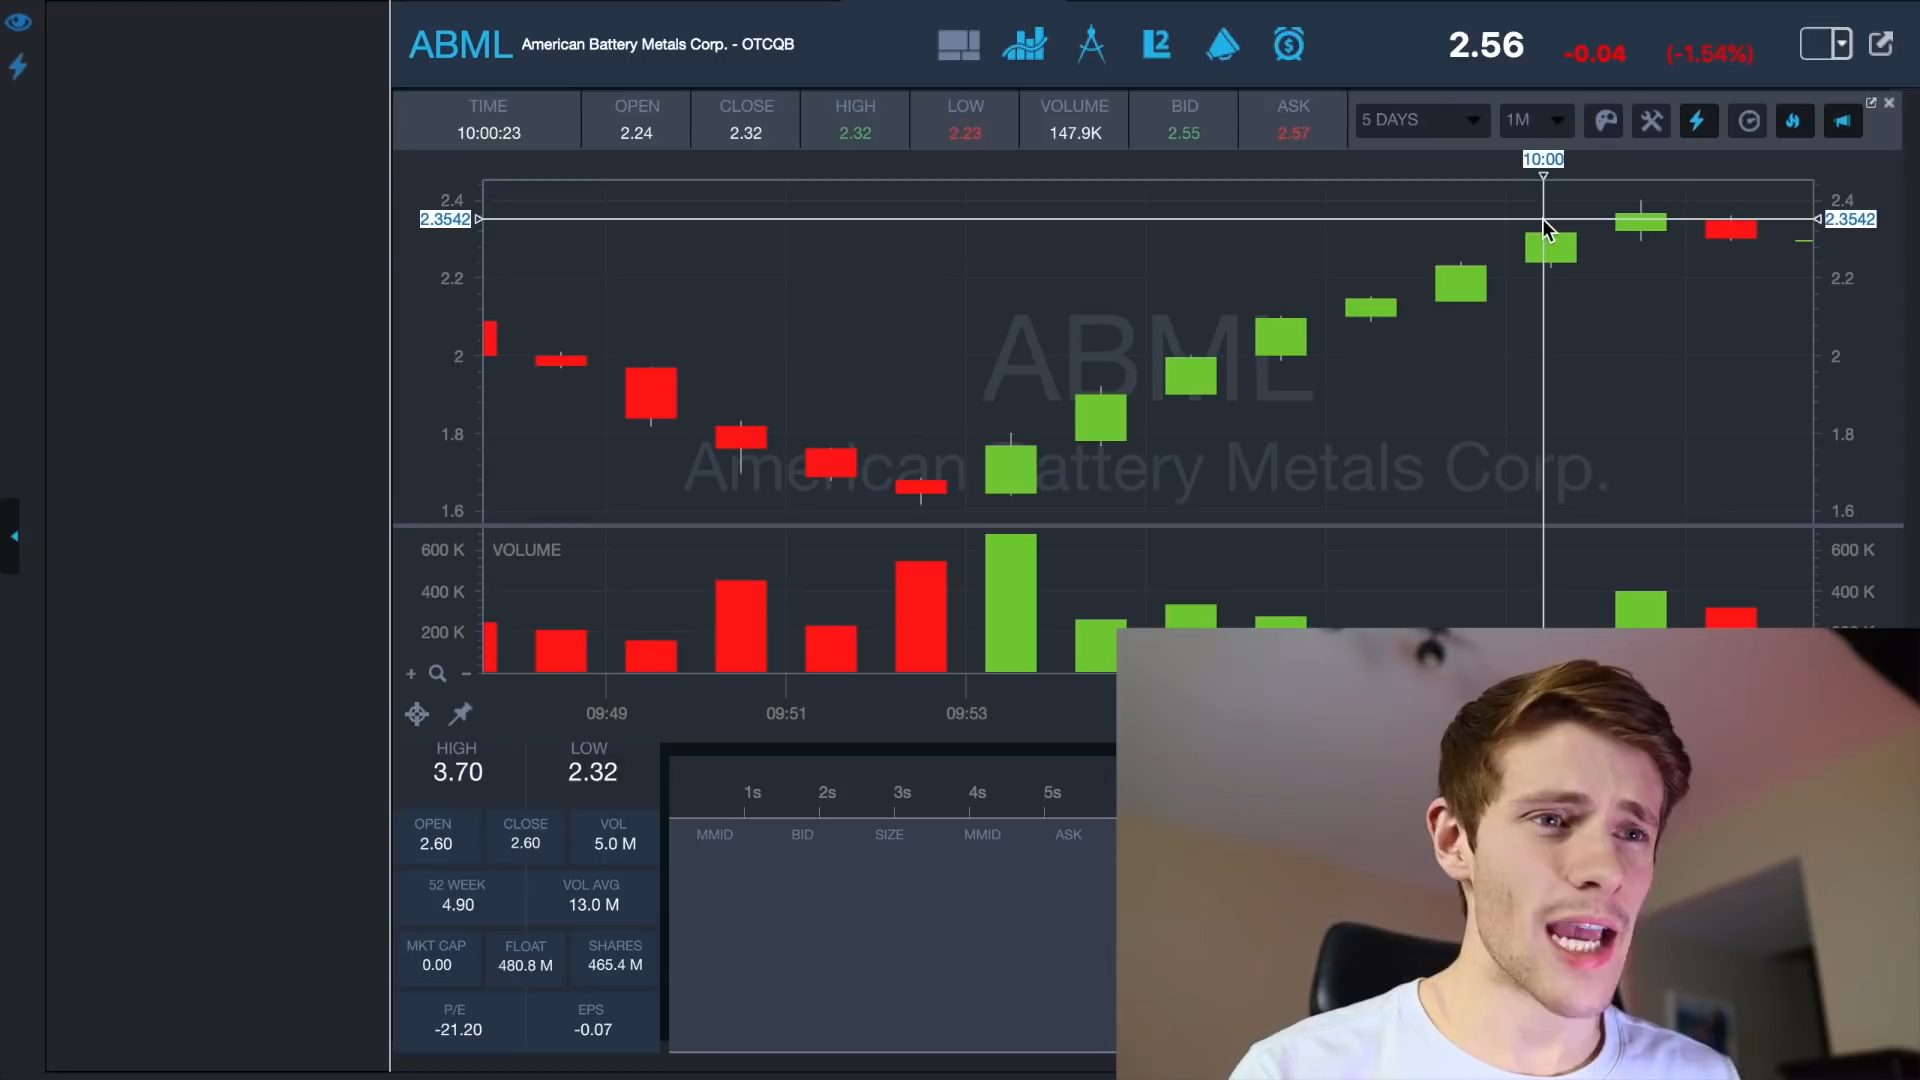 ABML American Battery Metals Corp. - OTCQB L2 2.56 -0.04 (-1.54%)
TIME OPEN CLOSE HIGH LOW VOLUME BID ASK
10:00:23 2.24 2.32 2.32 2.23 147.9K 2.55 2.57
5 DAYS 1M
10:00
2.4 2.4
2.3542 2.3542
2.2 2.2
2 2
1.8 1.8
1.6 1.6
ABML
American Battery Metals Corp.
600 K VOLUME 600 K
400 K 400 K
200 K
09:49 09:51 09:53
HIGH LOW
3.70 2.32
OPEN CLOSE VOL
2.60 2.60 5.0 M
52 WEEK VOL AVG
4.90 13.0 M
MKT CAP FLOAT SHARES
0.00 480.8 M 465.4 M
P/E EPS
-21.20 -0.07
1s 2s 3s 4s 5s
MMID BID SIZE MMID ASK